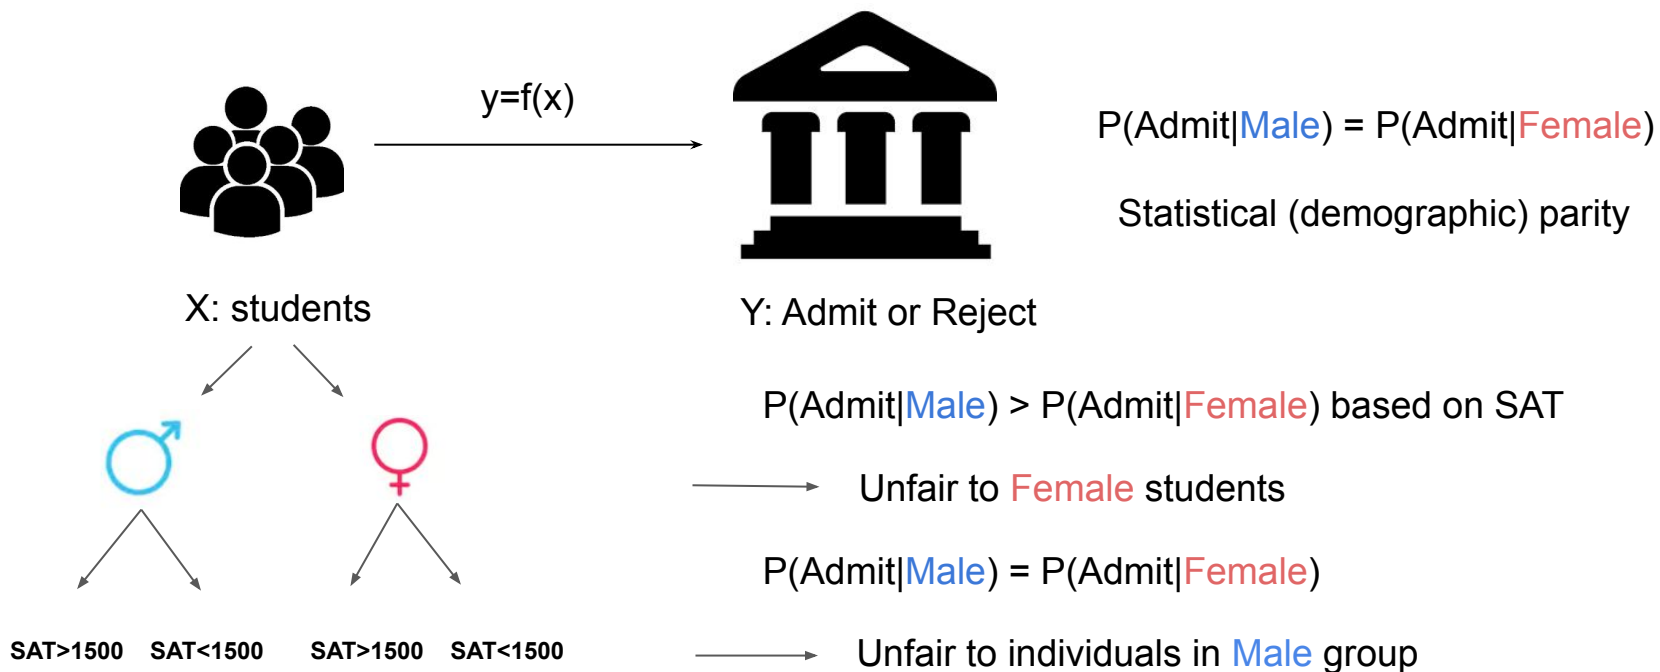 y=f(x)
P(Admit|Male) = P(Admit|Female)
Statistical (demographic) parity
X: students
Y: Admit or Reject
P(Admit|Male) > P(Admit|Female) based on SAT
Unfair to Female students
P(Admit|Male) = P(Admit|Female)
SAT>1500 SAT<1500 SAT>1500 SAT<1500
Unfair to individuals in Male group